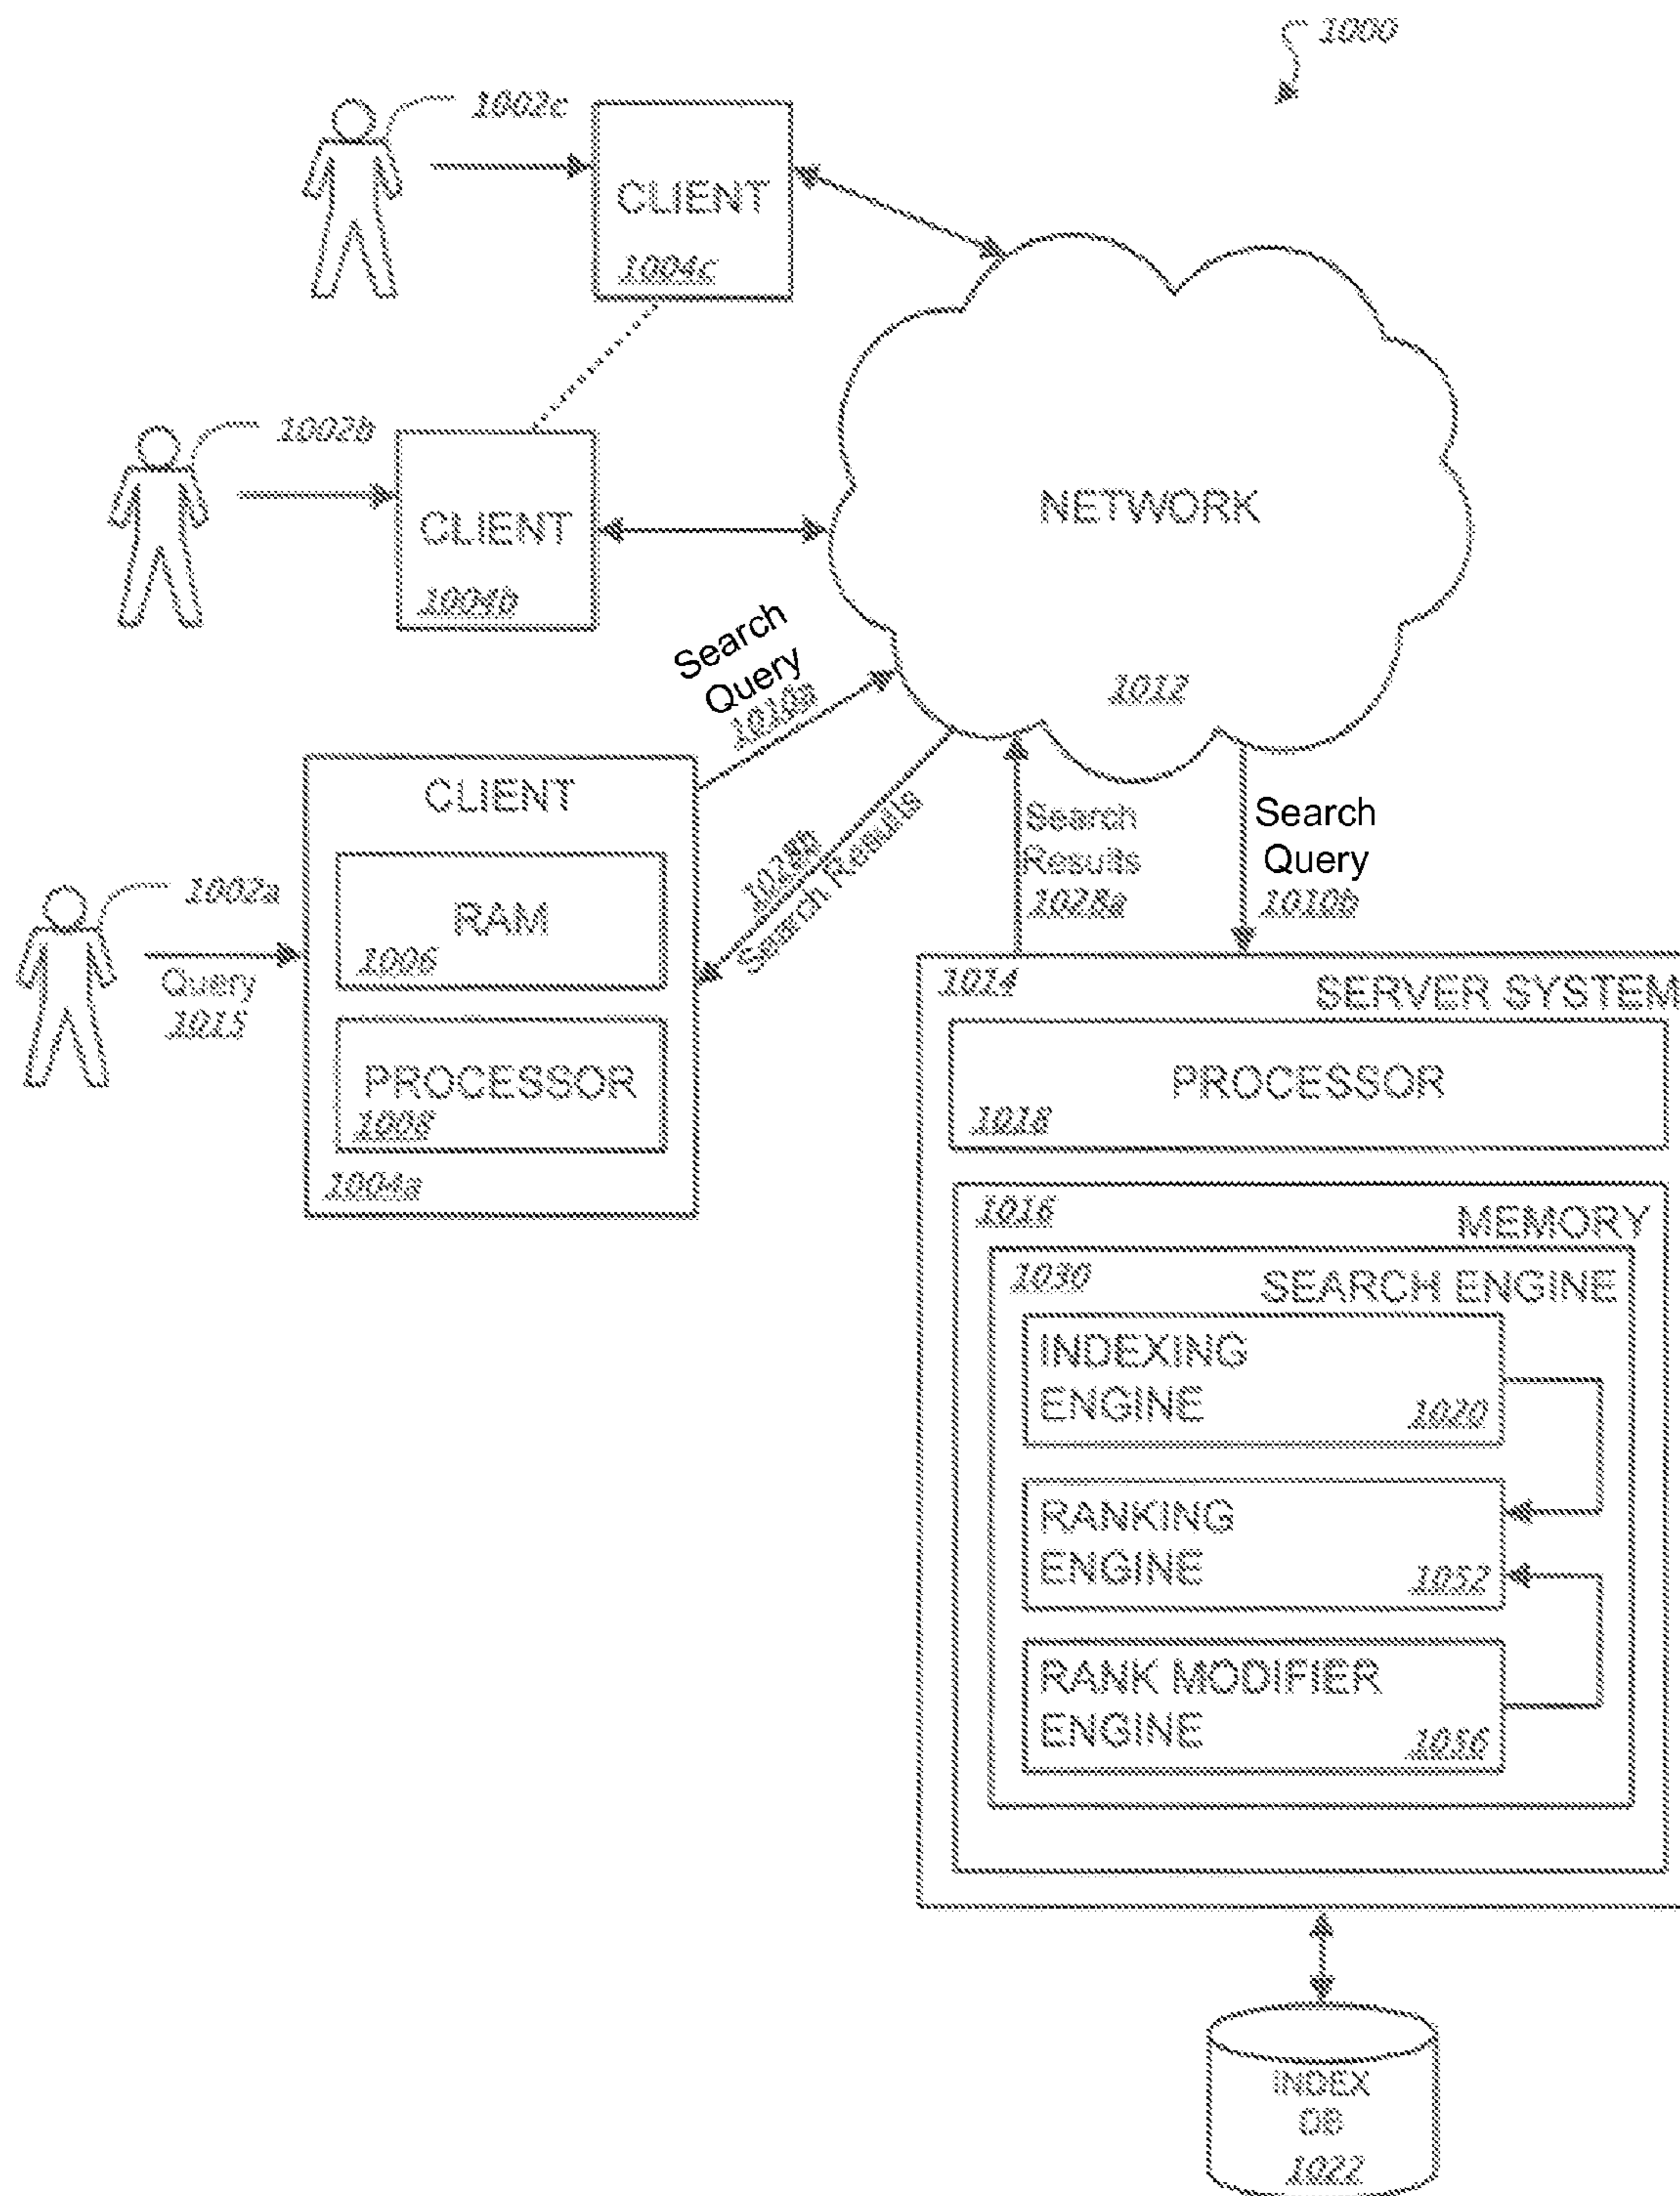 1000
1002c
CLIENT
1004c
1002b
CLIENT
1004b
NETWORK
1012
Search
Query
1010a
CLIENT
RAM
1006
PROCESSOR
1008
1004a
1002a
Query
1015
1028b
Search Results
Search
Results
1028a
Search
Query
1010b
1014
SERVER SYSTEM
PROCESSOR
1018
1016
MEMORY
1030
SEARCH ENGINE
INDEXING
ENGINE
1020
RANKING
ENGINE
1052
RANK MODIFIER
ENGINE
1056
INDEX
DB
1022